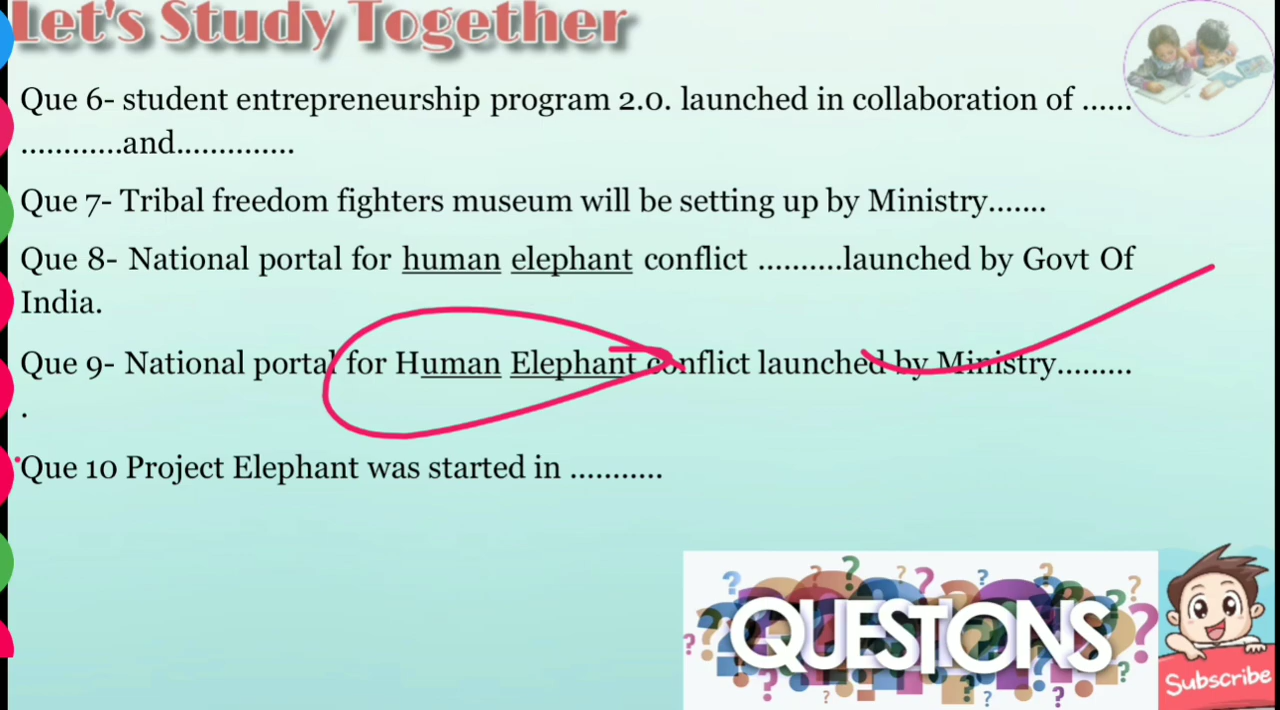 Let's Study Together
Que 6- student entrepreneurship program 2.0. launched in collaboration of ......
............and..............
Que 7- Tribal freedom fighters museum will be setting up by Ministry.......
Que 8- National portal for human elephant conflict ..........launched by Govt Of
India.
Que 9- National portal for Human Elephant conflict launched by Ministry.........
.
Que 10 Project Elephant was started in ...........
QUESTONS
Subscribe